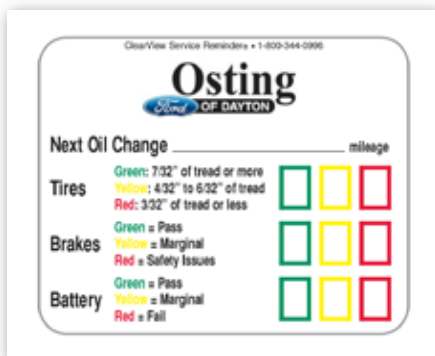 ClearView Service Reminders • 1-800-344-0996
Osting
Ford OF DAYTON
Next Oil Change ____________ mileage
Tires
Green: 7/32" of tread or more
Yellow: 4/32" to 6/32" of tread
Red: 3/32" of tread or less
Brakes
Green = Pass
Yellow = Marginal
Red = Safety Issues
Battery
Green = Pass
Yellow = Marginal
Red = Fail